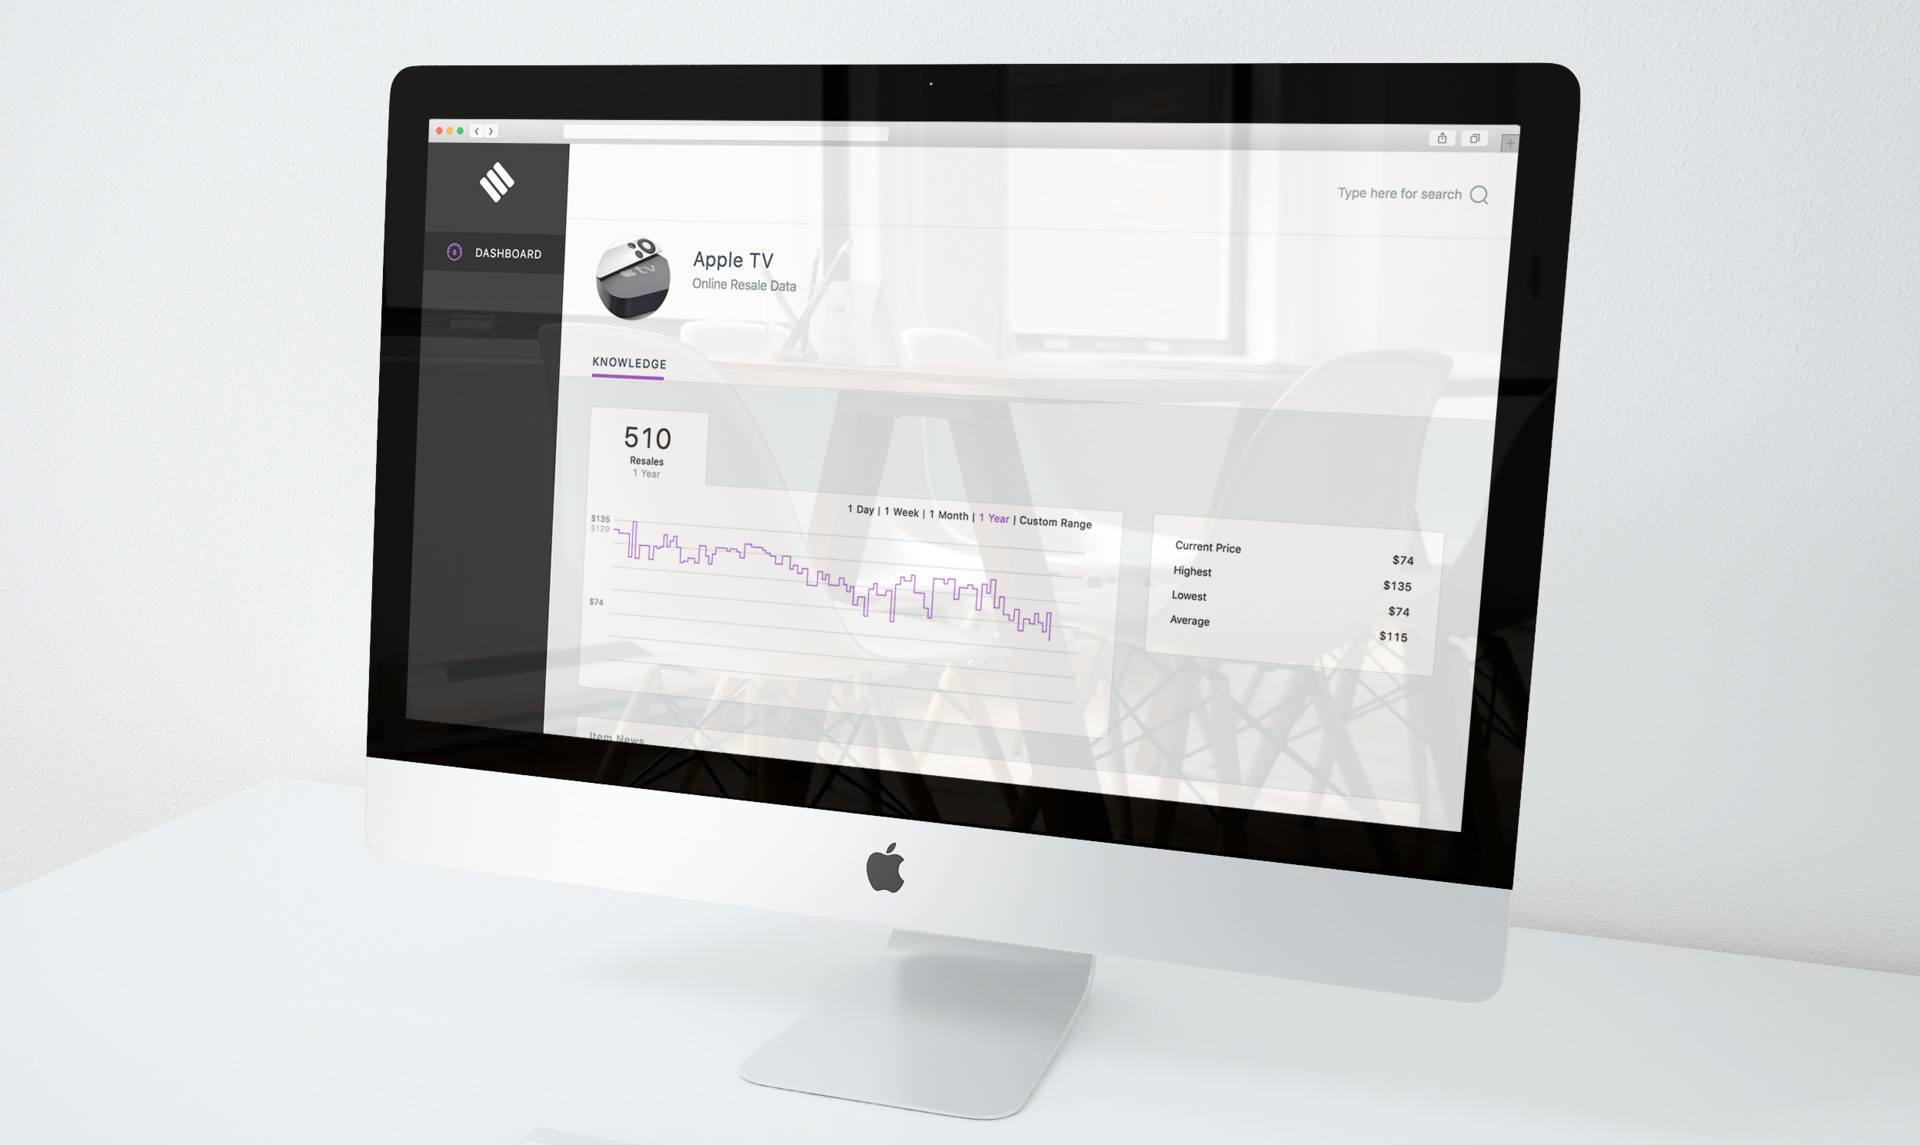 Type here for search
DASHBOARD
tv
Apple TV
Online Resale Data
KNOWLEDGE
510
Resales
1 Year
1 Day | 1 Week | 1 Month | 1 Year | Custom Range
$135
$129
$74
Current Price $74
Highest $135
Lowest $74
Average $115
Item News